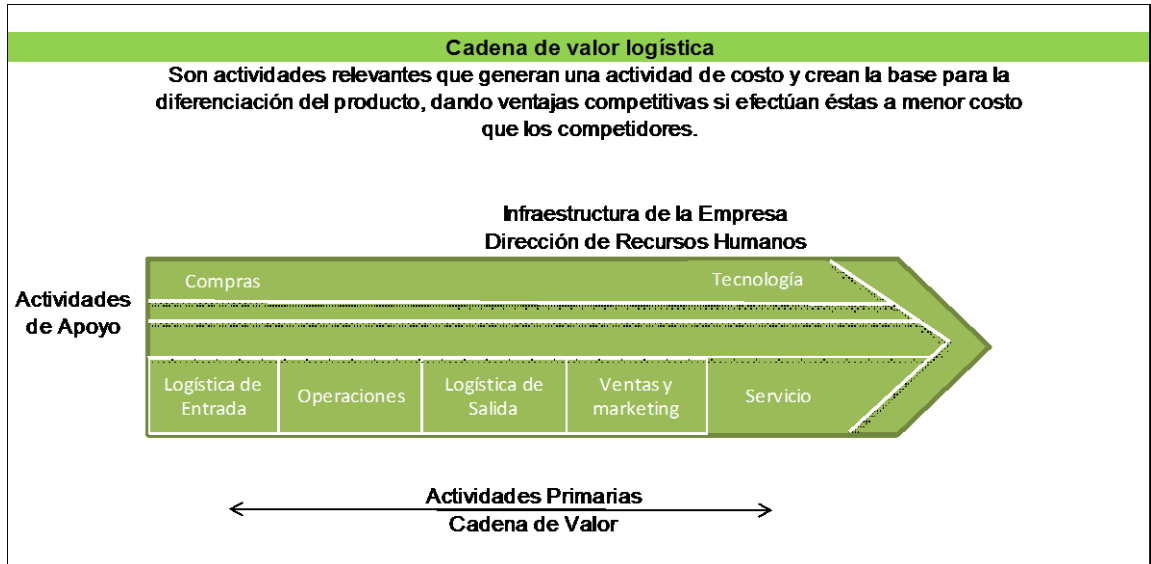 Cadena de valor logística
Son actividades relevantes que generan una actividad de costo y crean la base para la
diferenciación del producto, dando ventajas competitivas si efectúan éstas a menor costo
que los competidores.
Infraestructura de la Empresa
Dirección de Recursos Humanos
Compras
Tecnología
Actividades
de Apoyo
Logística de
Entrada
Operaciones
Logística de
Salida
Ventas y
marketing
Servicio
Actividades Primarias
Cadena de Valor